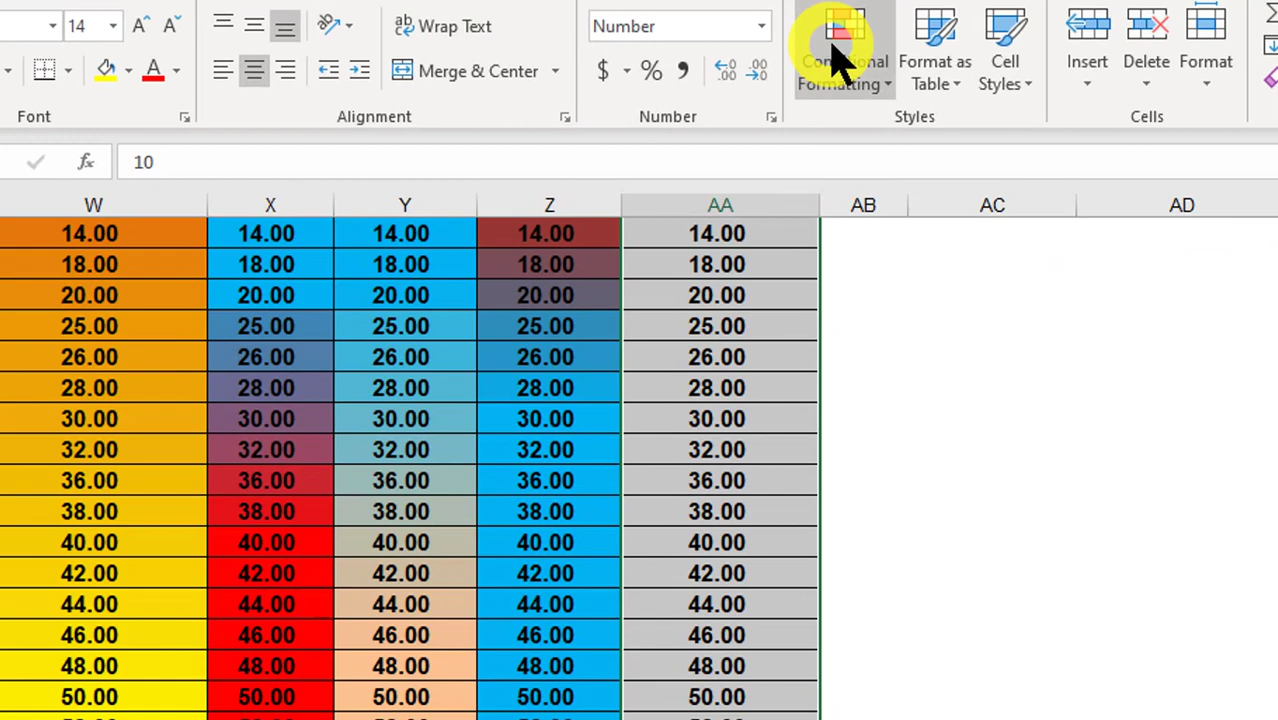 14
Wrap Text
Number
Merge & Center
$ % ,
Conditional
Formatting
Format as
Table
Cell
Styles
Insert
Delete
Format
Font
Alignment
Number
Styles
Cells
fx 10
W X Y Z AA AB AC AD
14.00 14.00 14.00 14.00 14.00
18.00 18.00 18.00 18.00 18.00
20.00 20.00 20.00 20.00 20.00
25.00 25.00 25.00 25.00 25.00
26.00 26.00 26.00 26.00 26.00
28.00 28.00 28.00 28.00 28.00
30.00 30.00 30.00 30.00 30.00
32.00 32.00 32.00 32.00 32.00
36.00 36.00 36.00 36.00 36.00
38.00 38.00 38.00 38.00 38.00
40.00 40.00 40.00 40.00 40.00
42.00 42.00 42.00 42.00 42.00
44.00 44.00 44.00 44.00 44.00
46.00 46.00 46.00 46.00 46.00
48.00 48.00 48.00 48.00 48.00
50.00 50.00 50.00 50.00 50.00